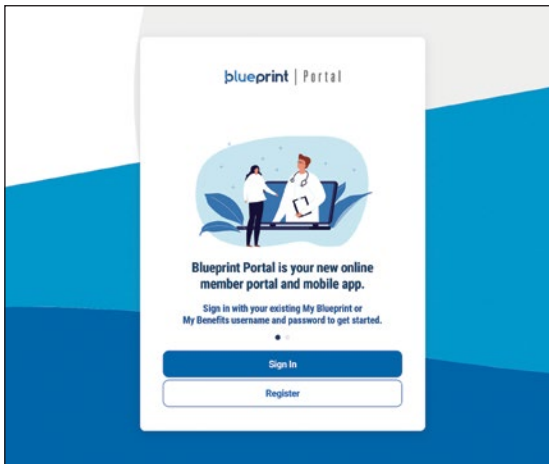 blueprint | Portal
Blueprint Portal is your new online
member portal and mobile app.
Sign in with your existing My Blueprint or
My Benefits username and password to get started.
Sign In
Register